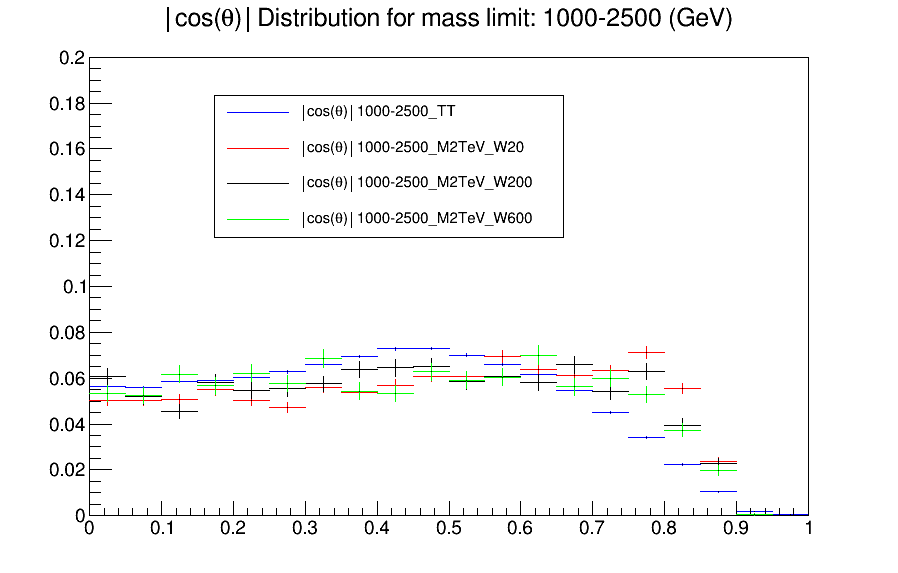 |cos(θ)| Distribution for mass limit: 1000-2500 (GeV)
0.2
|cos(θ)| 1000-2500_TT
0.18
|cos(θ)| 1000-2500_M2TeV_W20
0.16
|cos(θ)| 1000-2500_M2TeV_W200
0.14
|cos(θ)| 1000-2500_M2TeV_W600
0.12
0.1
0.08
0.06
0.04
0.02
0
0 0.1 0.2 0.3 0.4 0.5 0.6 0.7 0.8 0.9 1